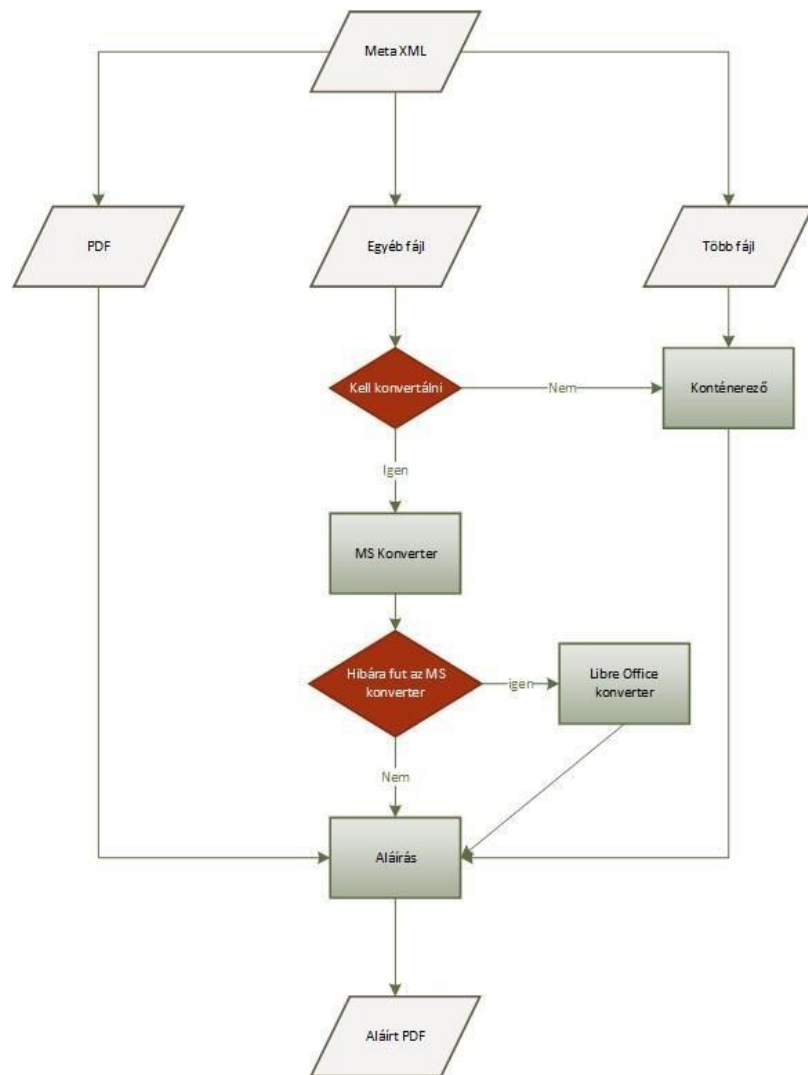 Meta XML
PDF
Egyéb fájl
Több fájl
Kell konvertálni
Nem
Konténerező
Igen
MS Konverter
Hibára fut az MS
konverter
igen
Libre Office
konverter
Nem
Aláírás
Aláírt PDF